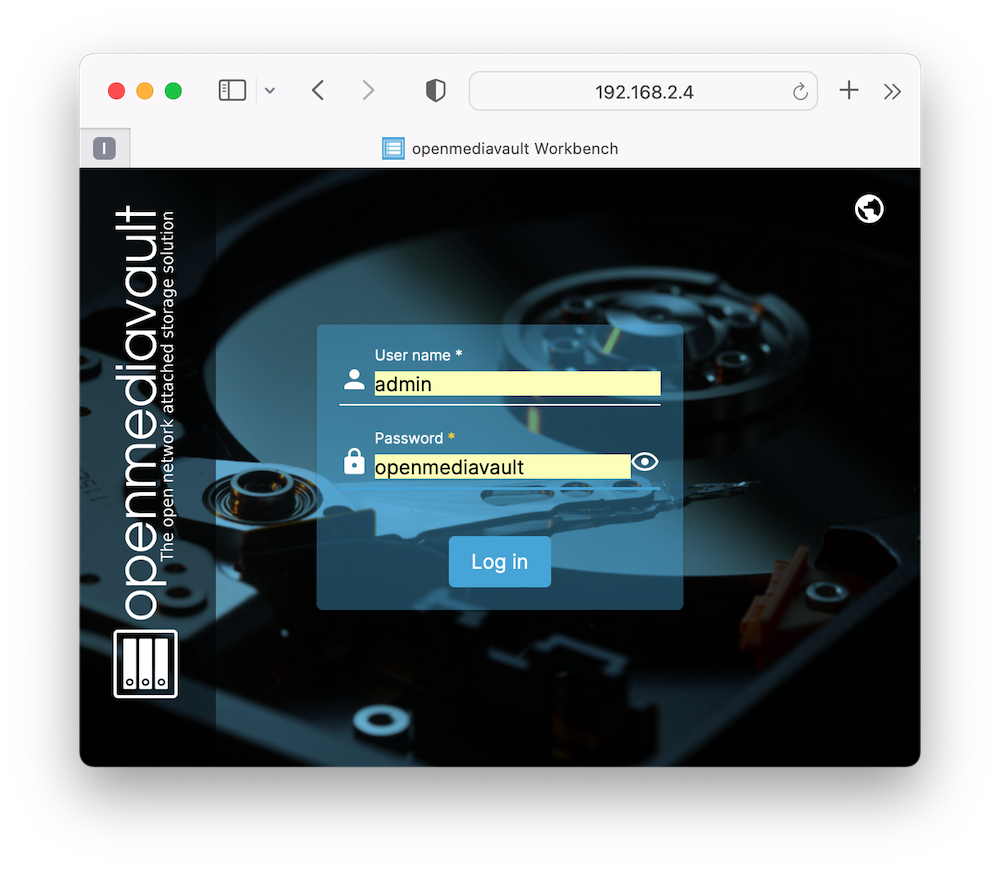 192.168.2.4
I
openmediavault Workbench
openmediavault
The open network attached storage solution
User name *
admin
Password *
openmediavault
Log in